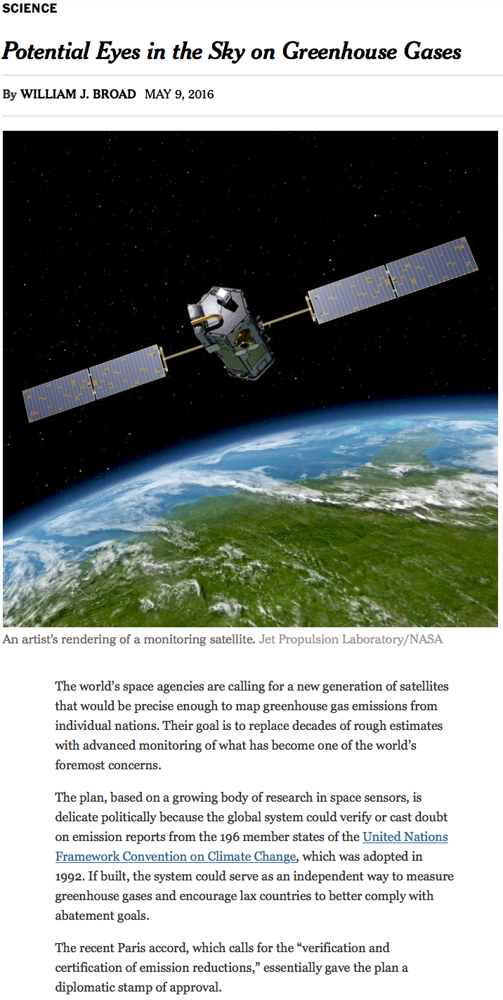 SCIENCE
Potential Eyes in the Sky on Greenhouse Gases
By WILLIAM J. BROAD MAY 9, 2016
An artist’s rendering of a monitoring satellite. Jet Propulsion Laboratory/NASA
The world’s space agencies are calling for a new generation of satellites
that would be precise enough to map greenhouse gas emissions from
individual nations. Their goal is to replace decades of rough estimates
with advanced monitoring of what has become one of the world’s
foremost concerns.
The plan, based on a growing body of research in space sensors, is
delicate politically because the global system could verify or cast doubt
on emission reports from the 196 member states of the United Nations
Framework Convention on Climate Change, which was adopted in
1992. If built, the system could serve as an independent way to measure
greenhouse gases and encourage lax countries to better comply with
abatement goals.
The recent Paris accord, which calls for the “verification and
certification of emission reductions,” essentially gave the plan a
diplomatic stamp of approval.